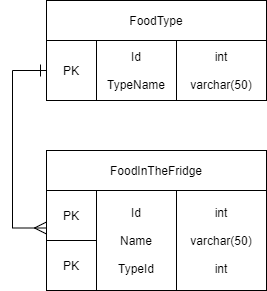 FoodType
PK Id int
TypeName varchar(50)
FoodInTheFridge
PK Id int
Name varchar(50)
PK TypeId int